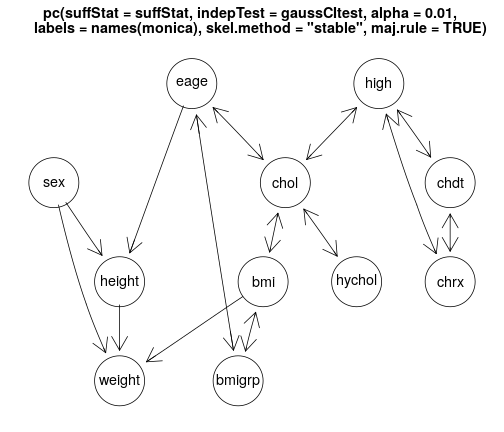 pc(suffStat = suffStat, indepTest = gaussCItest, alpha = 0.01,
labels = names(monica), skel.method = "stable", maj.rule = TRUE)
eage
high
sex
chol
chdt
height
bmi
hychol
chrx
weight
bmigrp